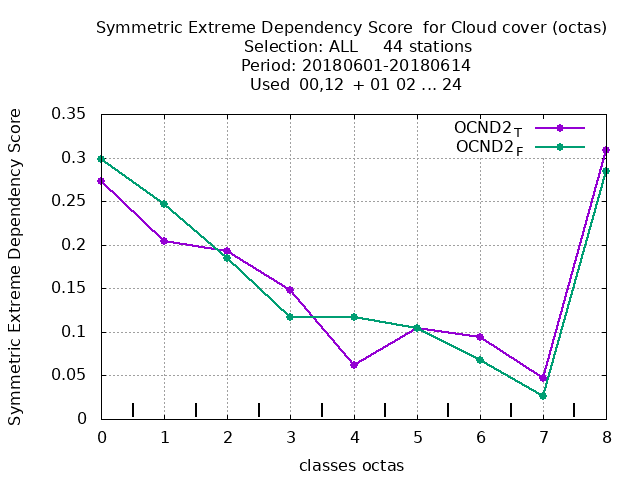 Symmetric Extreme Dependency Score for Cloud cover (octas)
Selection: ALL 44 stations
Period: 20180601-20180614
Used 00,12 + 01 02 ... 24
Symmetric Extreme Dependency Score
0.35
0.3
0.25
0.2
0.15
0.1
0.05
0
OCND2T
OCND2F
0 1 2 3 4 5 6 7 8
classes octas